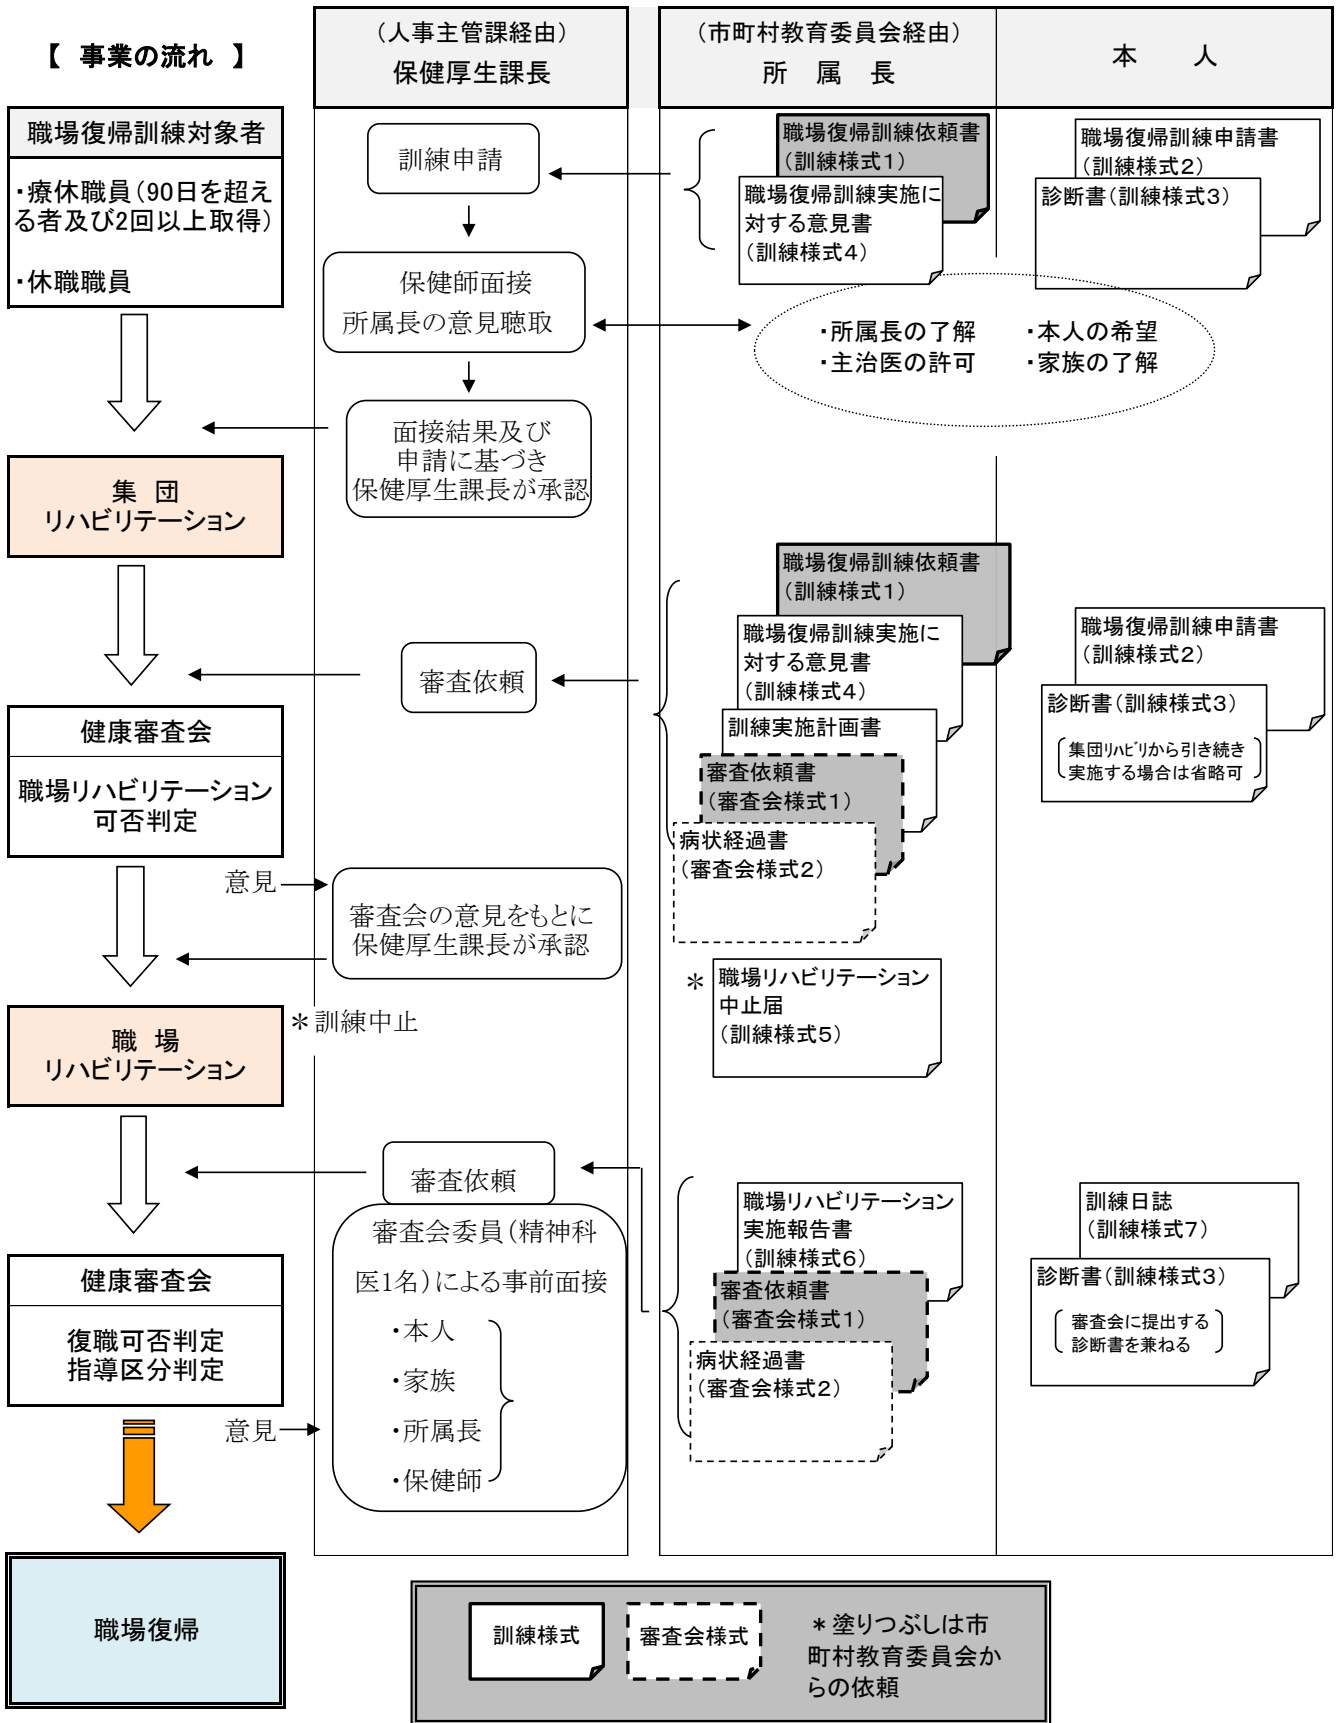 【 事業の流れ 】
(人事主管課経由)
保健厚生課長
(市町村教育委員会経由)
所 属 長
本 人
職場復帰訓練対象者
・療休職員(90日を超え
る者及び2回以上取得)
・休職職員
訓練申請
職場復帰訓練依頼書
(訓練様式1)
職場復帰訓練実施に
対する意見書
(訓練様式4)
職場復帰訓練申請書
(訓練様式2)
診断書(訓練様式3)
保健師面接
所属長の意見聴取
・所属長の了解
・本人の希望
・主治医の許可
・家族の了解
面接結果及び
申請に基づき
保健厚生課長が承認
集 団
リハビリテーション
職場復帰訓練依頼書
(訓練様式1)
職場復帰訓練実施に
対する意見書
(訓練様式4)
訓練実施計画書
審査依頼書
(審査会様式1)
病状経過書
(審査会様式2)
職場復帰訓練申請書
(訓練様式2)
診断書(訓練様式3)
集団リハビリから引き続き
実施する場合は省略可
審査依頼
健康審査会
職場リハビリテーション
可否判定
意見
審査会の意見をもとに
保健厚生課長が承認
*
職場リハビリテーション
中止届
(訓練様式5)
職 場
リハビリテーション
*訓練中止
審査依頼
審査会委員(精神科
医1名)による事前面接
・本人
・家族
・所属長
・保健師
職場リハビリテーション
実施報告書
(訓練様式6)
審査依頼書
(審査会様式1)
病状経過書
(審査会様式2)
訓練日誌
(訓練様式7)
診断書(訓練様式3)
審査会に提出する
診断書を兼ねる
健康審査会
復職可否判定
指導区分判定
意見
職場復帰
訓練様式
審査会様式
*塗りつぶしは市
町村教育委員会か
らの依頼